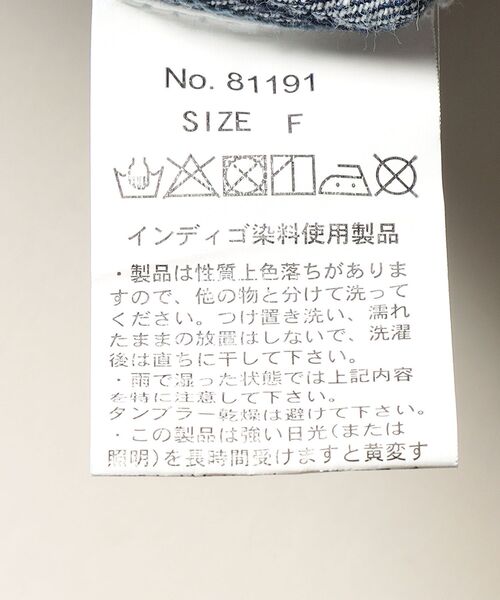 No. 81191
SIZE F
インディゴ染料使用製品
・製品は性質上色落ちがありま
すので、他の物と分けて洗って
ください。つけ置き洗い、濡れ
たままの放置はしないで、洗濯
後は直ちに干して下さい。
・雨で湿った状態では上記内容
を特に注意して下さい。
タンブラー乾燥は避けて下さい。
・この製品は強い日光(または
照明)を長時間受けますと黄変す